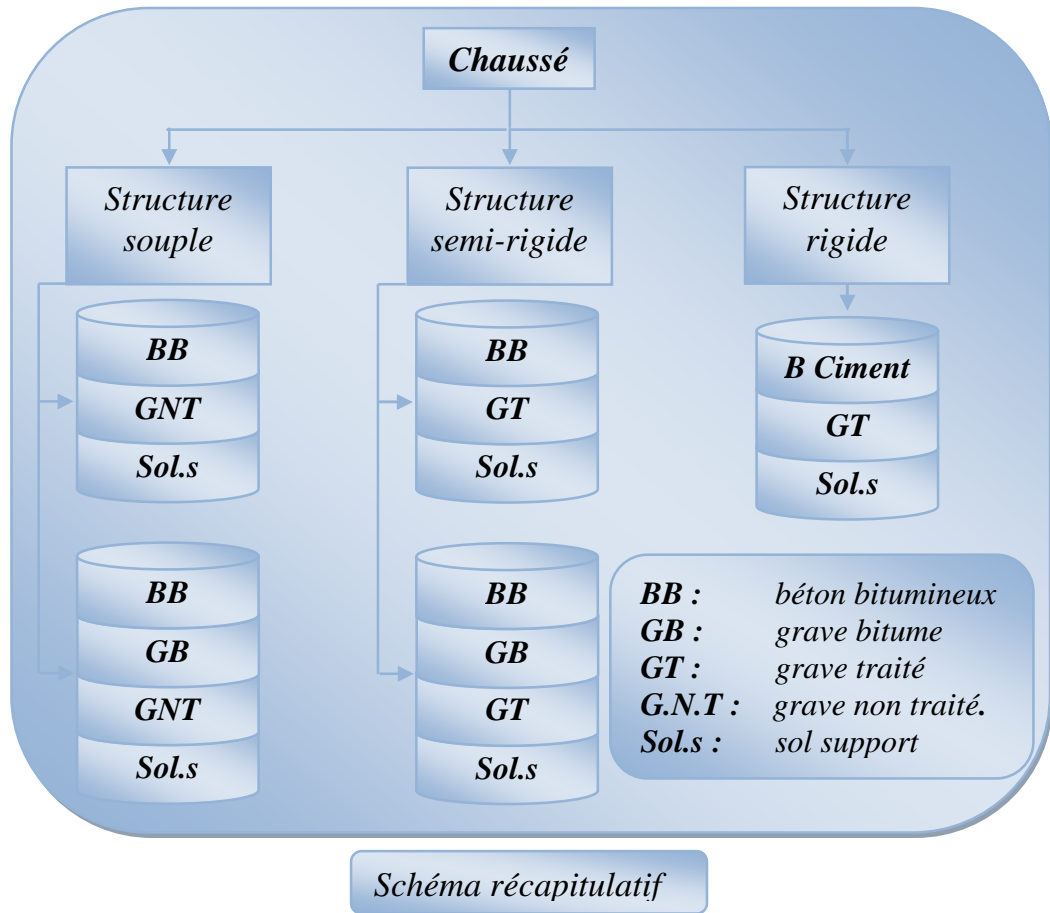 Chaussé
Structure
souple
Structure
semi-rigide
Structure
rigide
BB
GNT
Sol.s
BB
GT
Sol.s
B Ciment
GT
Sol.s
BB
GB
GNT
Sol.s
BB
GB
GT
Sol.s
BB : béton bitumineux
GB : grave bitume
GT : grave traité
G.N.T : grave non traité.
Sol.s : sol support
Schéma récapitulatif